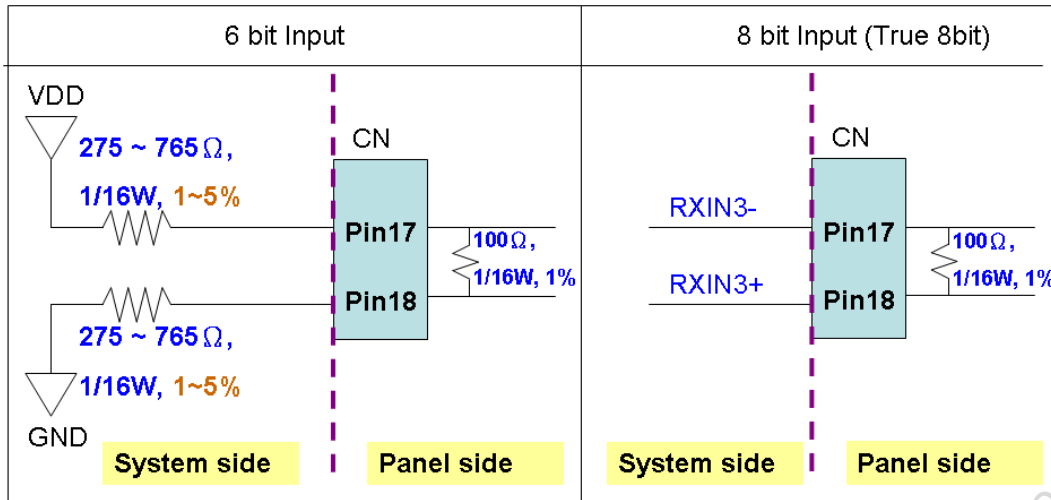 6 bit Input
8 bit Input (True 8bit)
VDD
275 ~ 765Ω,
1/16W, 1~5%
CN
Pin17
Pin18
100Ω,
1/16W, 1%
275 ~ 765Ω,
1/16W, 1~5%
GND
System side
Panel side
RXIN3-
RXIN3+
CN
Pin17
Pin18
100Ω,
1/16W, 1%
System side
Panel side